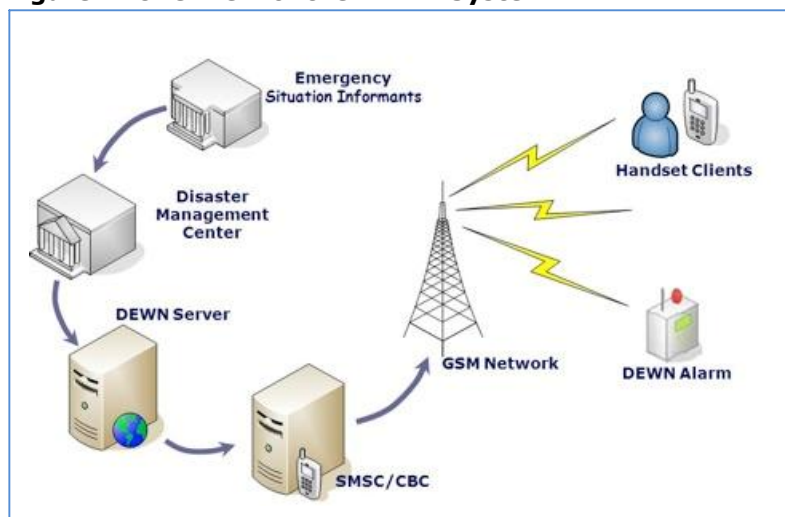 Emergency
Situation Informants
Disaster
Management
Center
DEWN Server
SMSC/CBC
GSM Network
Handset Clients
DEWN Alarm